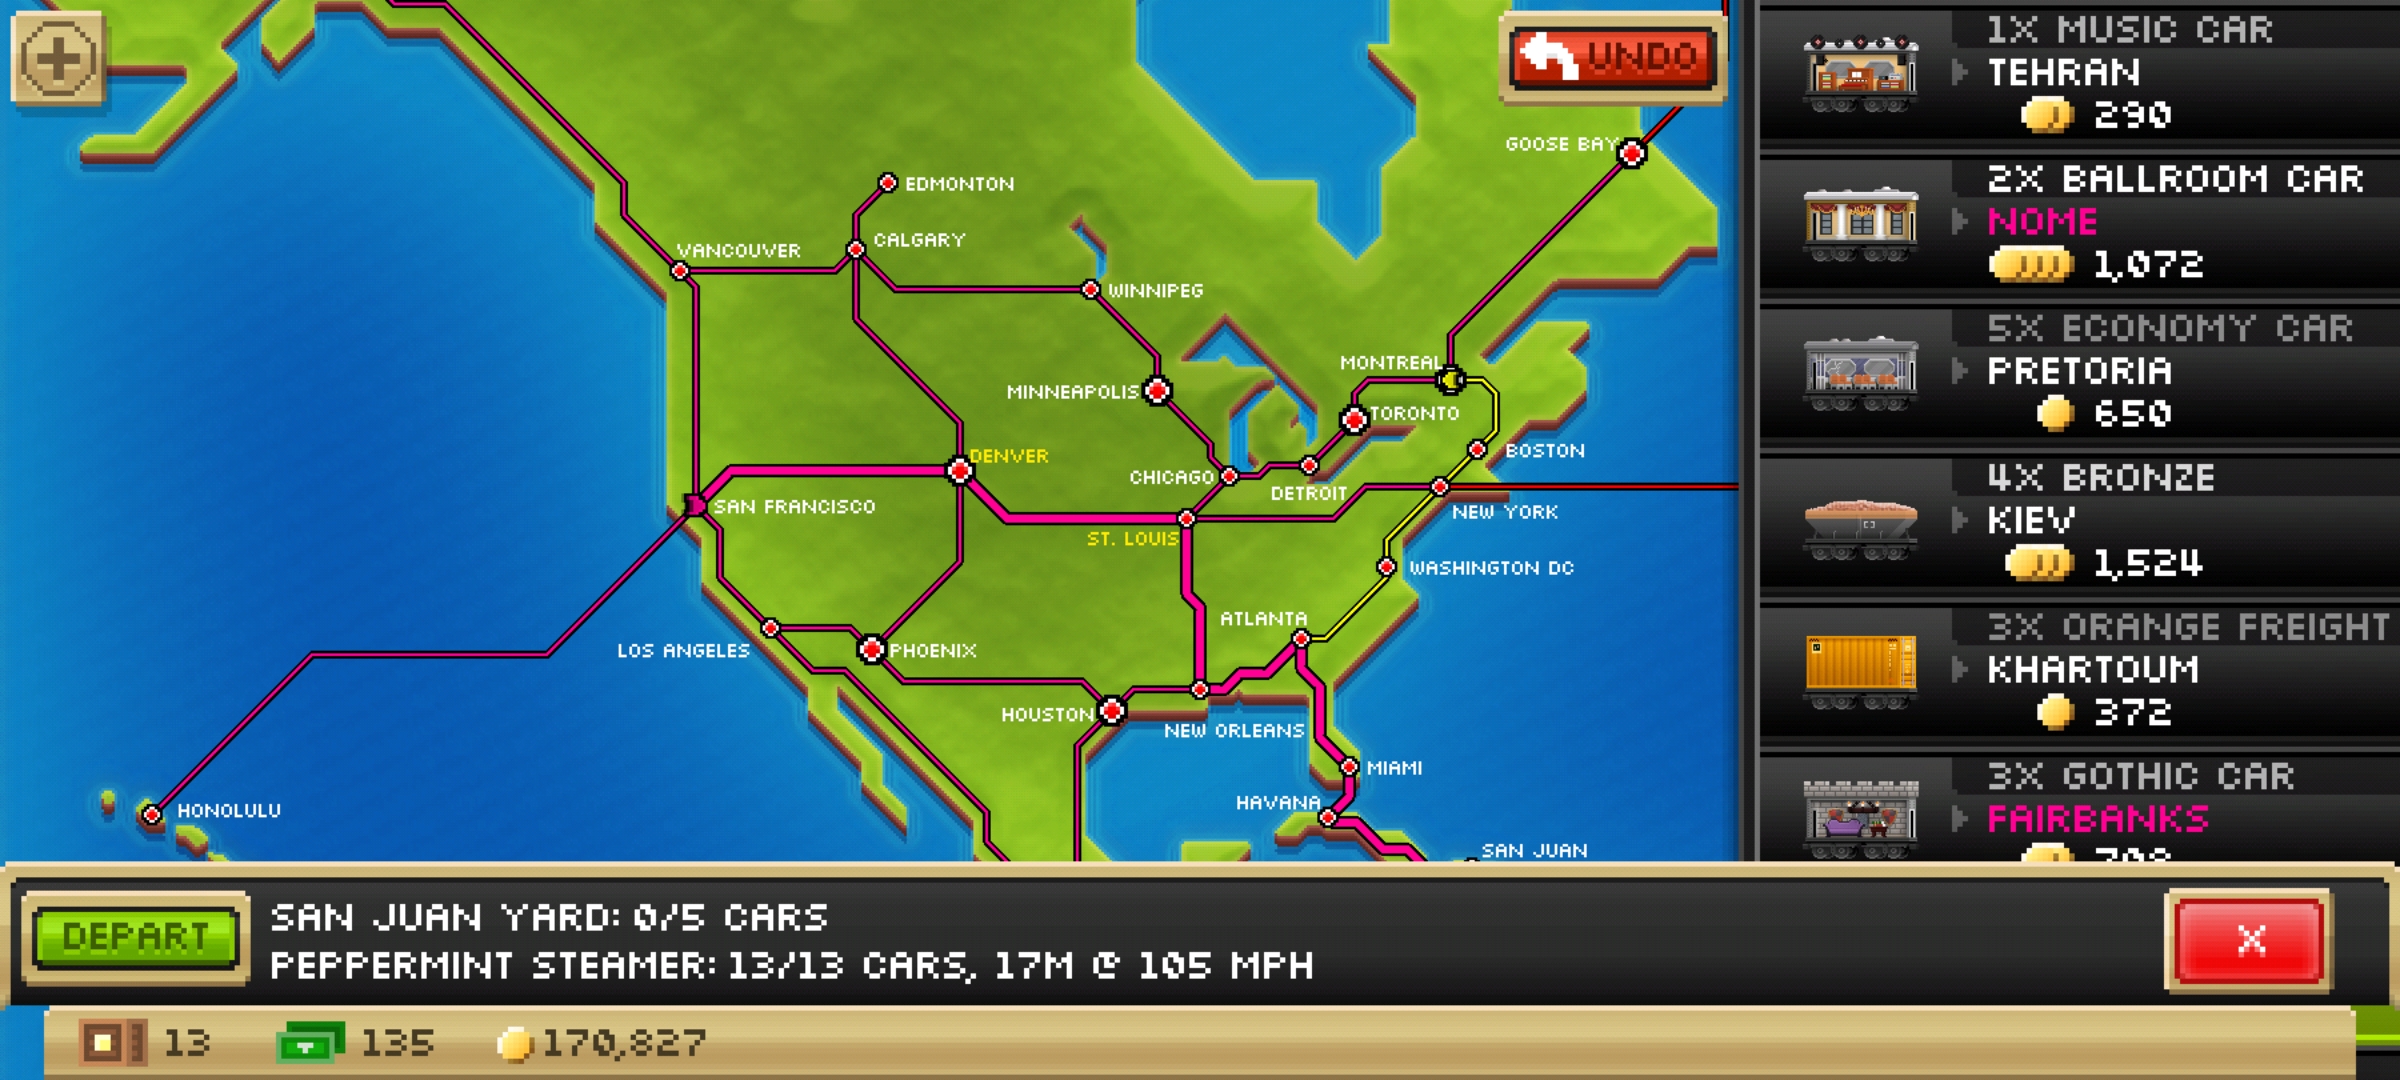 UNDO
GOOSE BAY
EDMONTON
CALGARY
VANCOUVER
WINNIPEG
MONTREAL
MINNEAPOLIS
TORONTO
DENVER
BOSTON
CHICAGO
DETROIT
SAN FRANCISCO
NEW YORK
ST. LOUIS
WASHINGTON DC
ATLANTA
LOS ANGELES
PHOENIX
HOUSTON
NEW ORLEANS
MIAMI
HAVANA
HONOLULU
SAN JUAN
1X MUSIC CAR
TEHRAN
290
2X BALLROOM CAR
NOME
1,072
5X ECONOMY CAR
PRETORIA
650
4X BRONZE
KIEV
1,524
3X ORANGE FREIGHT
KHARTOUM
372
3X GOTHIC CAR
FAIRBANKS
DEPART
SAN JUAN YARD: 0/5 CARS
PEPPERMINT STEAMER: 13/13 CARS, 17M @ 105 MPH
X
13
135
170,827